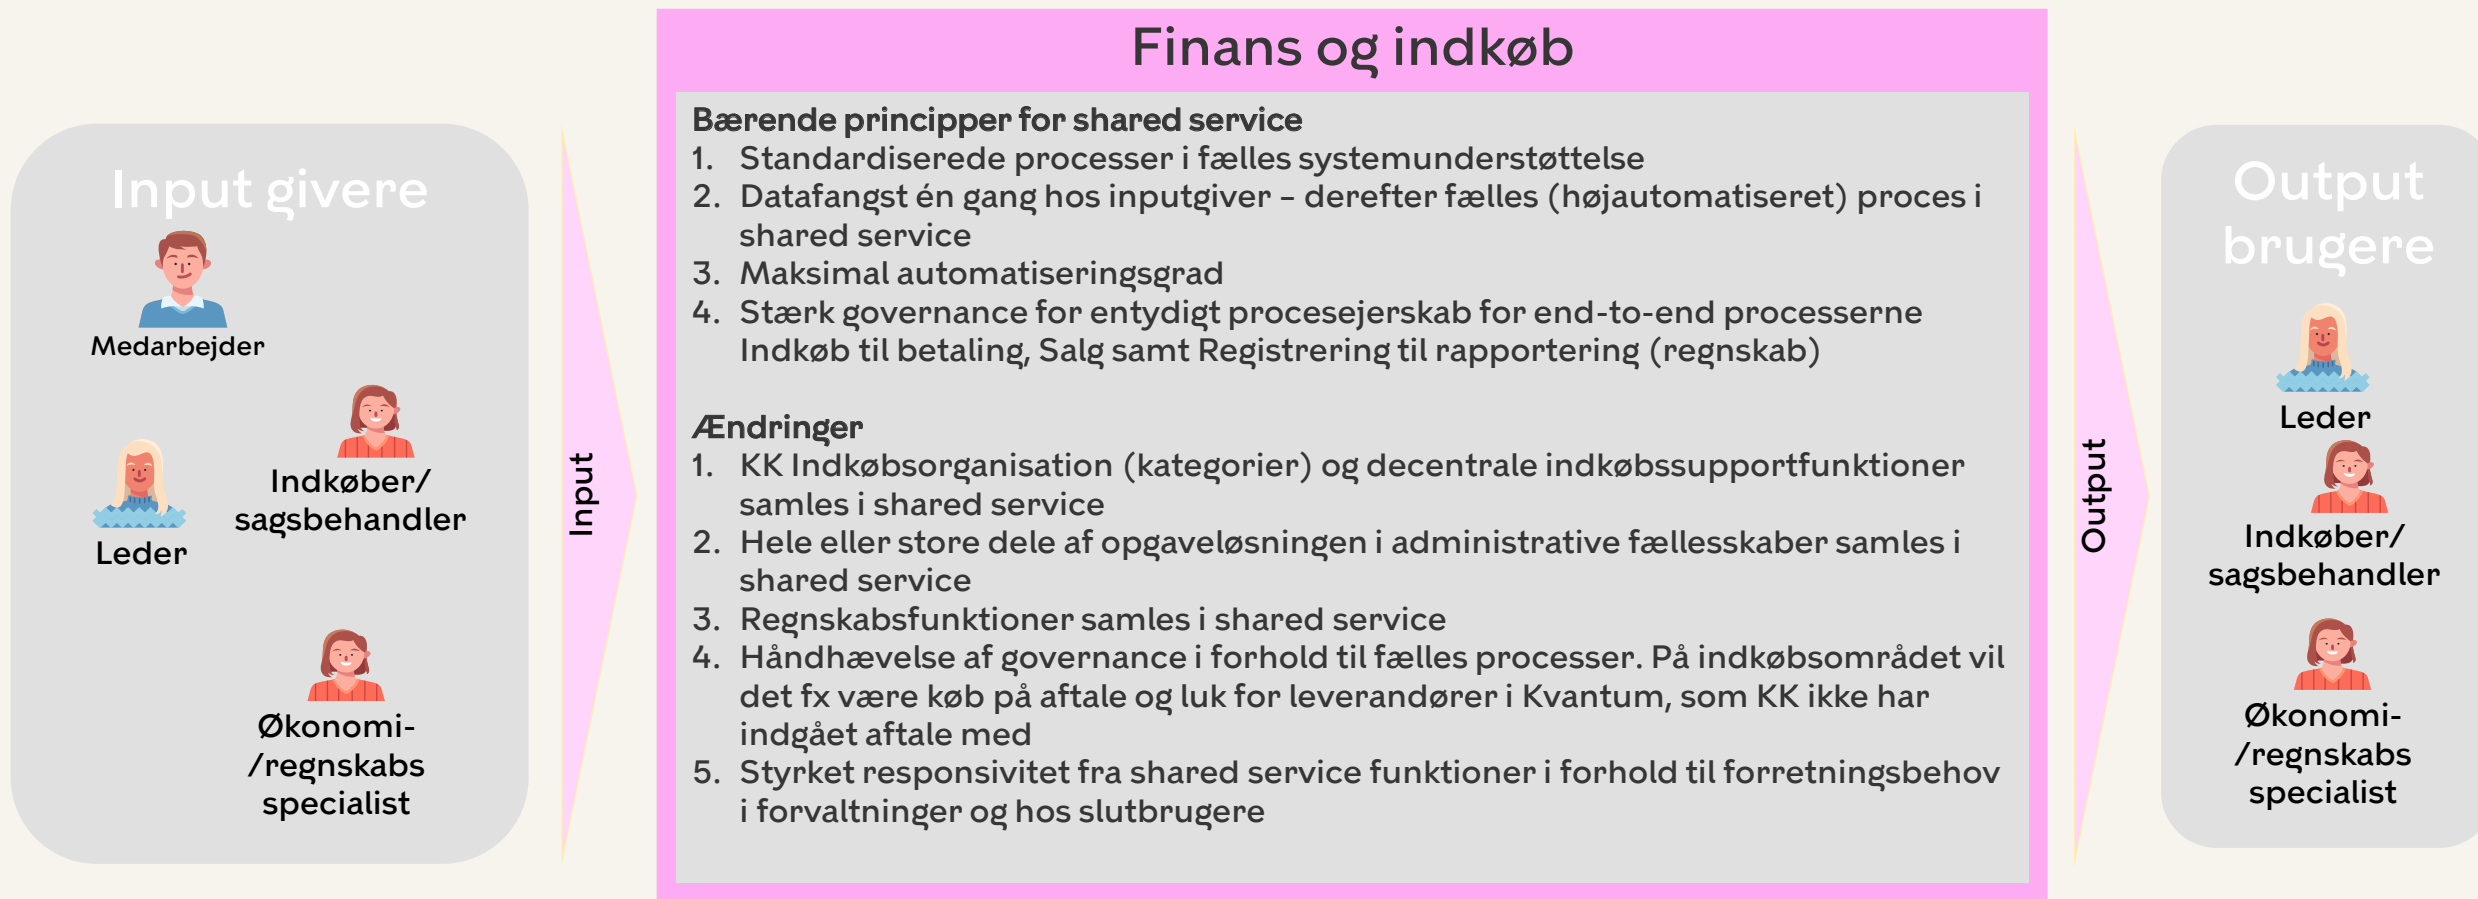 Finans og indkøb
Input givere
Medarbejder
Indkøber/
sagsbehandler
Leder
Økonomi-
/regnskabs
specialist
Input
Bærende principper for shared service
1. Standardiserede processer i fælles systemunderstøttelse
2. Datafangst én gang hos inputgiver – derefter fælles (højautomatiseret) proces i
shared service
3. Maksimal automatiseringsgrad
4. Stærk governance for entydigt procesejerskab for end-to-end processerne
Indkøb til betaling, Salg samt Registrering til rapportering (regnskab)
Ændringer
1. KK Indkøbsorganisation (kategorier) og decentrale indkøbssupportfunktioner
samles i shared service
2. Hele eller store dele af opgaveløsningen i administrative fællesskaber samles i
shared service
3. Regnskabsfunktioner samles i shared service
4. Håndhævelse af governance i forhold til fælles processer. På indkøbsområdet vil
det fx være køb på aftale og luk for leverandører i Kvantum, som KK ikke har
indgået aftale med
5. Styrket responsivitet fra shared service funktioner i forhold til forretningsbehov
i forvaltninger og hos slutbrugere
Output
Output
brugere
Leder
Indkøber/
sagsbehandler
Økonomi-
/regnskabs
specialist